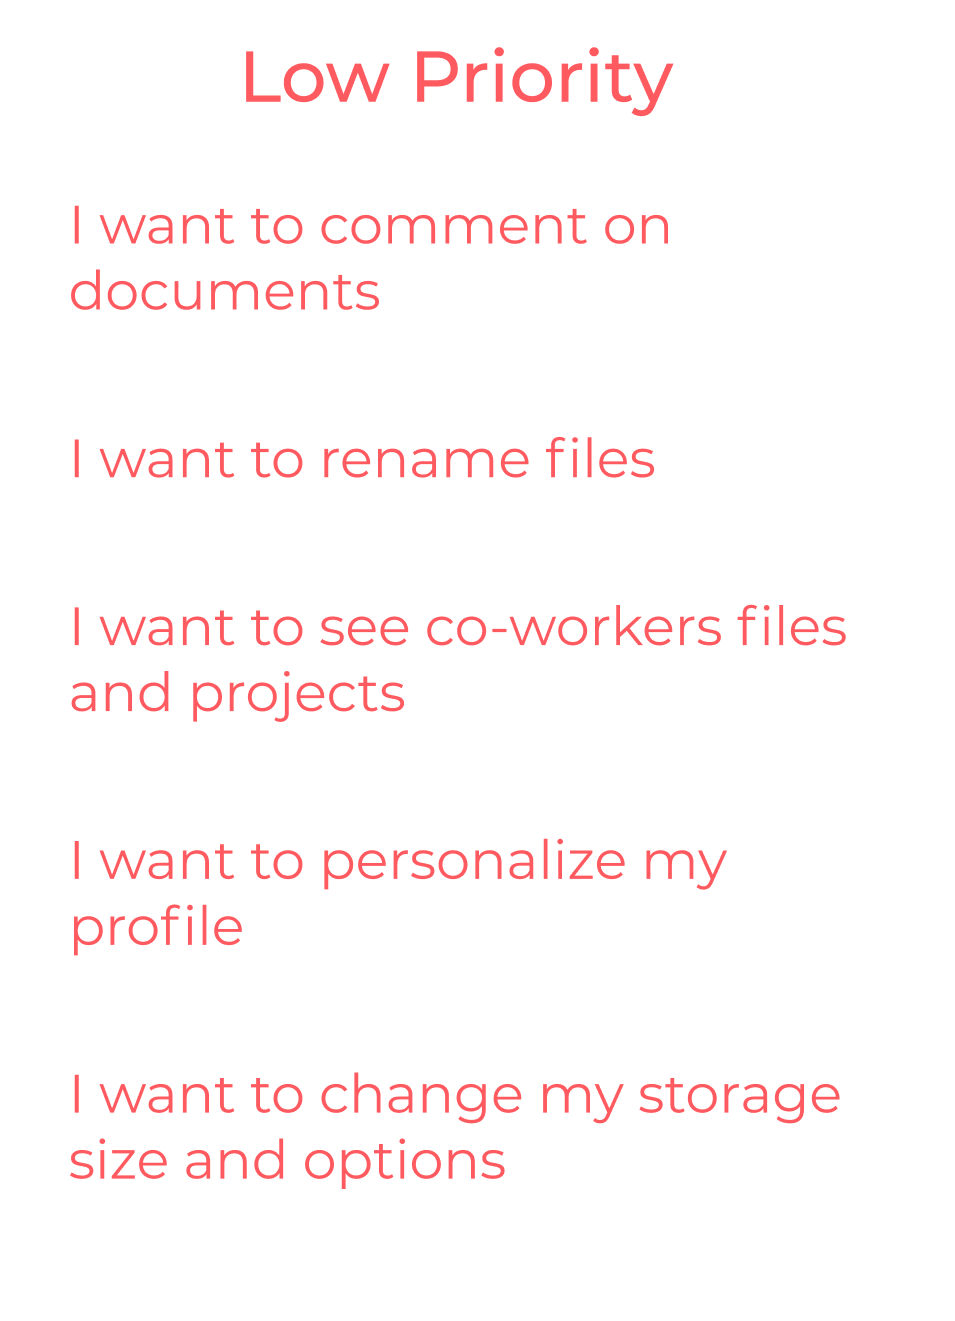 Low Priority
I want to comment on
documents
I want to rename files
I want to see co-workers files
and projects
I want to personalize my
profile
I want to change my storage
size and options